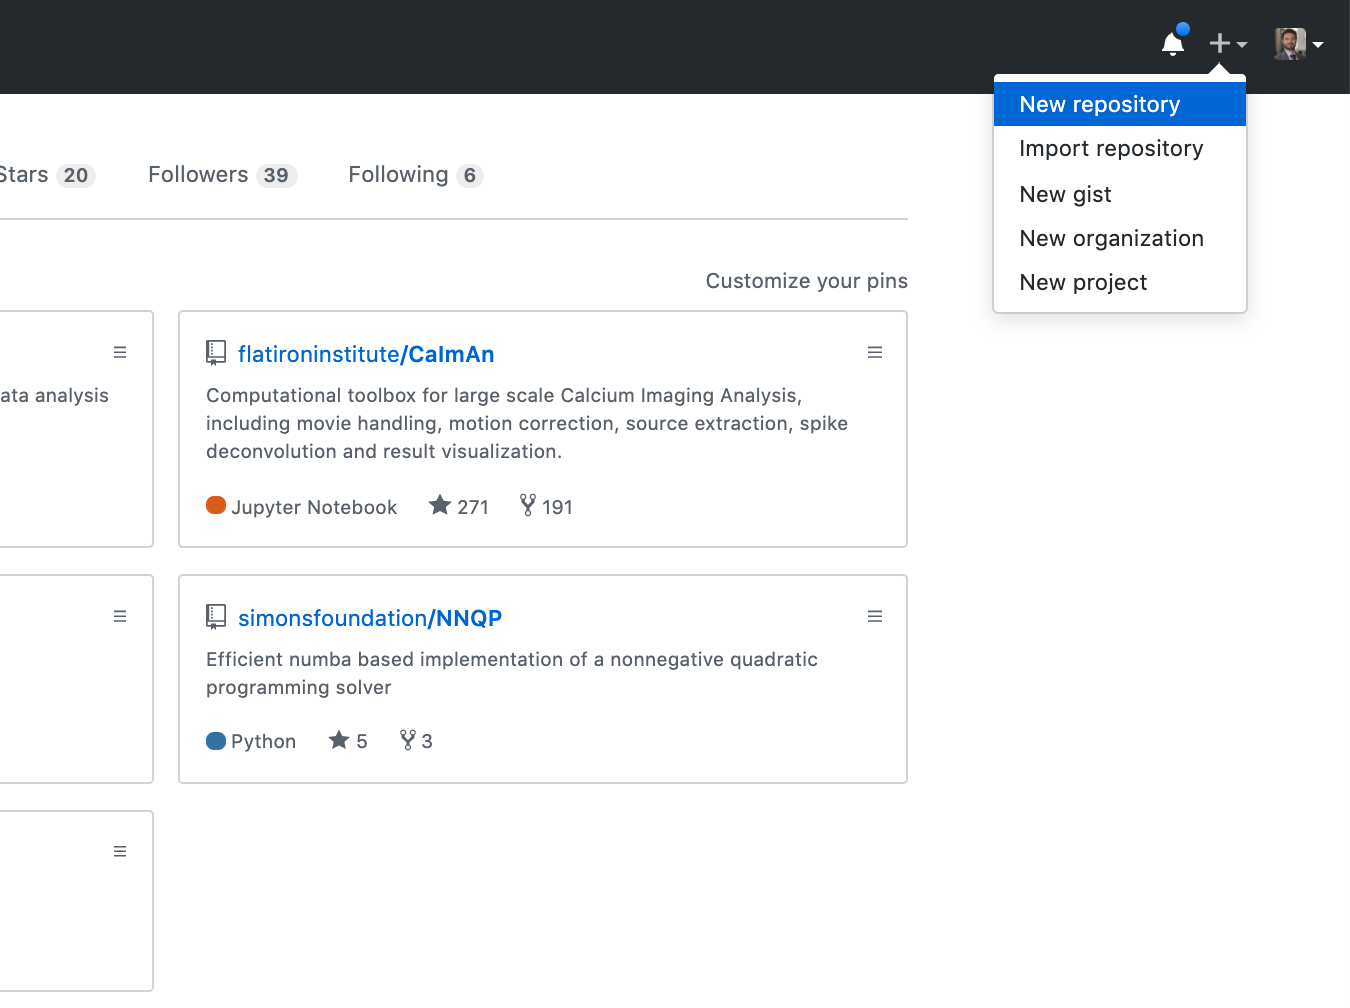 New repository
Import repository
New gist
New organization
New project
Stars 20 Followers 39 Following 6
Customize your pins
ata analysis
flatironinstitute/CaImAn
Computational toolbox for large scale Calcium Imaging Analysis,
including movie handling, motion correction, source extraction, spike
deconvolution and result visualization.
Jupyter Notebook 271 191
simonsfoundation/NNQP
Efficient numba based implementation of a nonnegative quadratic
programming solver
Python 5 3